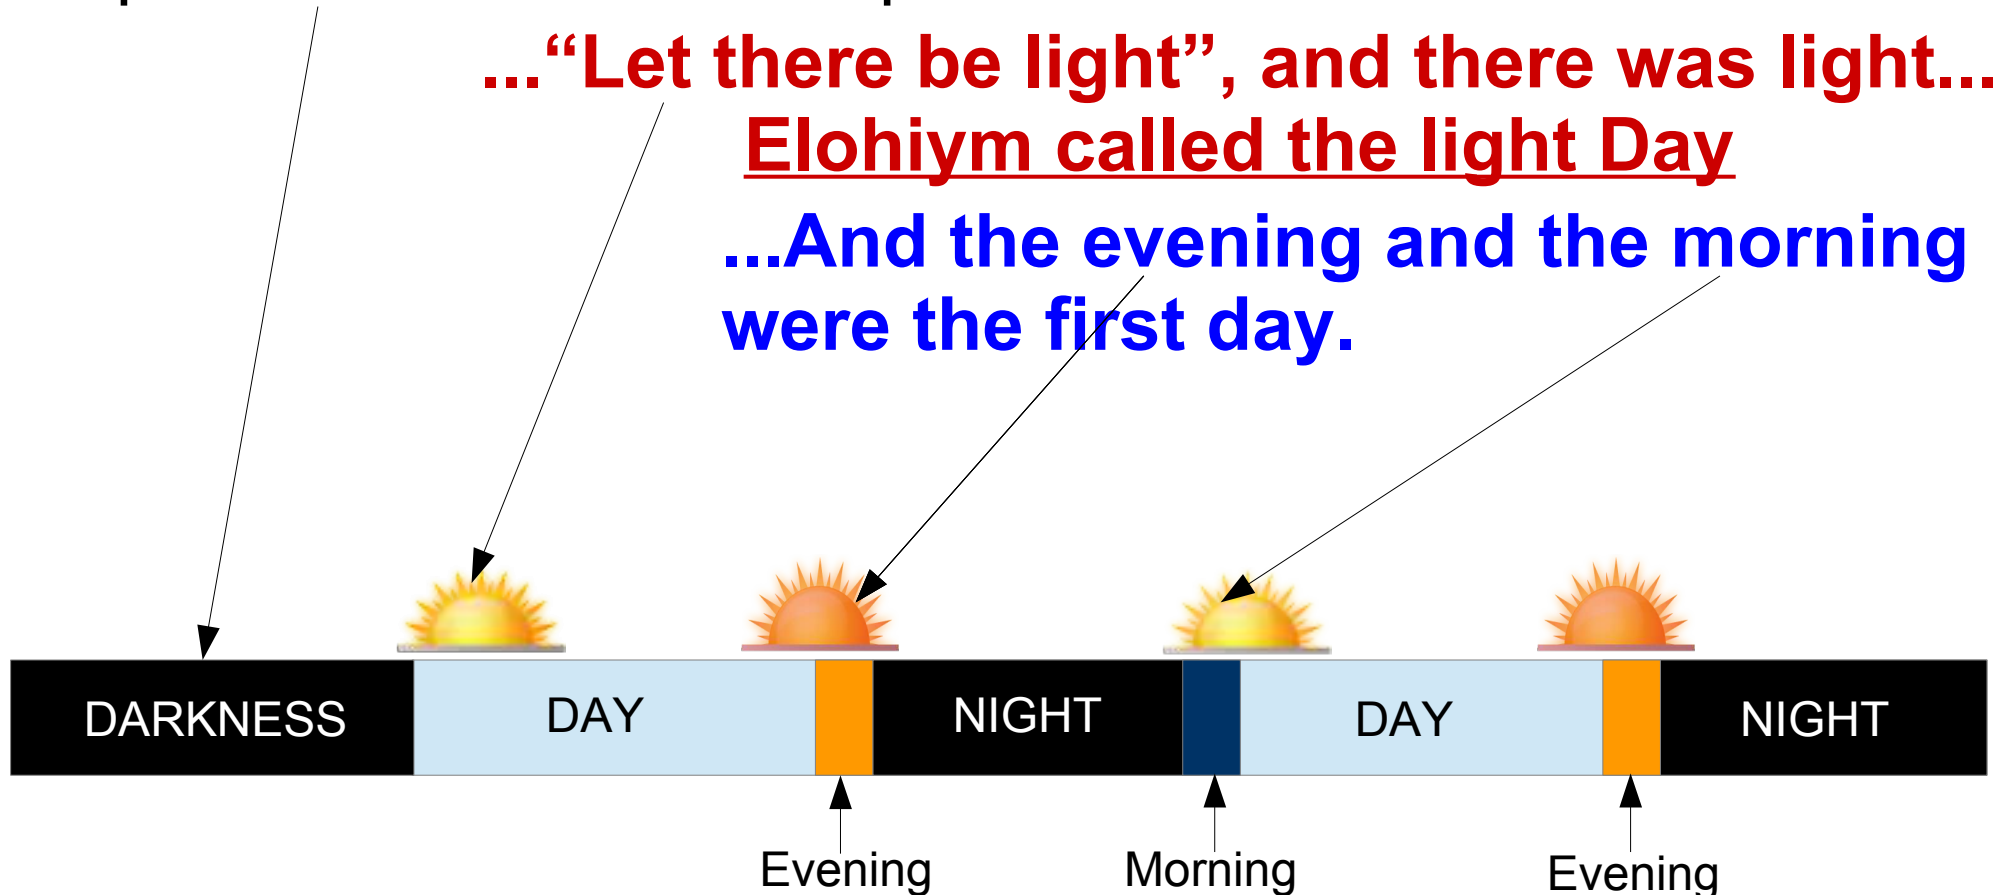 ...“Let there be light”, and there was light...
Elohiym called the light Day
...And the evening and the morning
were the first day.
DARKNESS
DAY
NIGHT
DAY
NIGHT
Evening
Morning
Evening